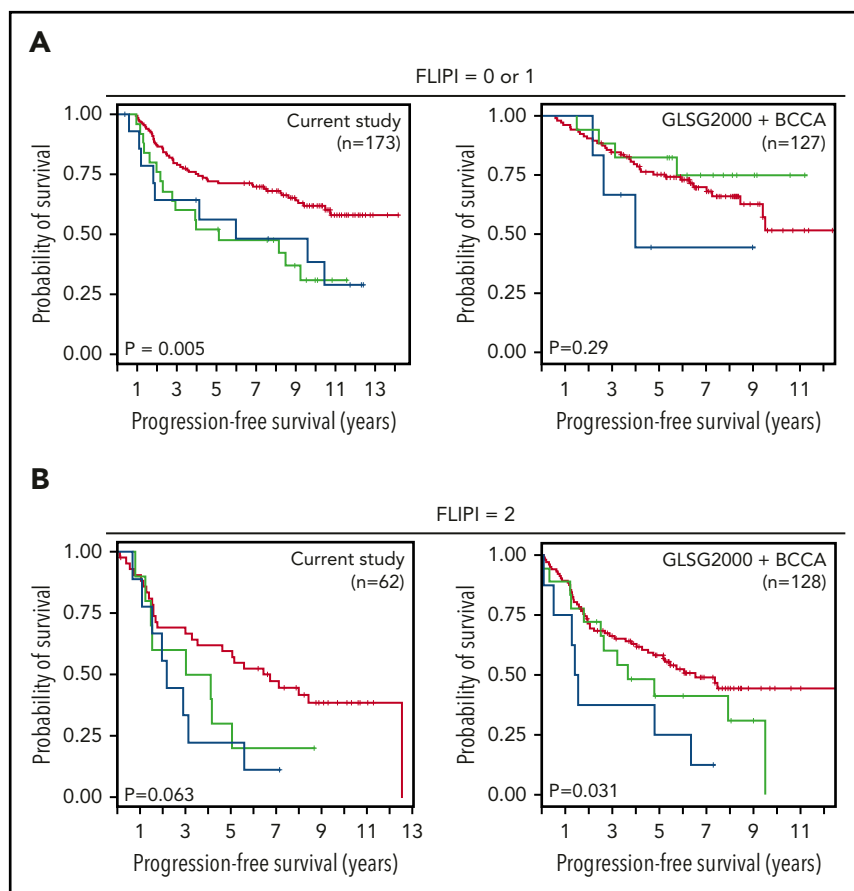 A
FLIPI = 0 or 1
Current study
(n=173)
1.00
0.75
0.50
0.25
0.00
Probability of survival
P = 0.005
1 3 5 7 9 11 13
Progression-free survival (years)
GLSG2000 + BCCA
(n=127)
1.00
0.75
0.50
0.25
0.00
Probability of survival
P=0.29
1 3 5 7 9 11
Progression-free survival (years)
B
FLIPI = 2
Current study
(n=62)
1.00
0.75
0.50
0.25
0.00
Probability of survival
P=0.063
1 3 5 7 9 11 13
Progression-free survival (years)
GLSG2000 + BCCA
(n=128)
1.00
0.75
0.50
0.25
0.00
Probability of survival
P=0.031
1 3 5 7 9 11
Progression-free survival (years)